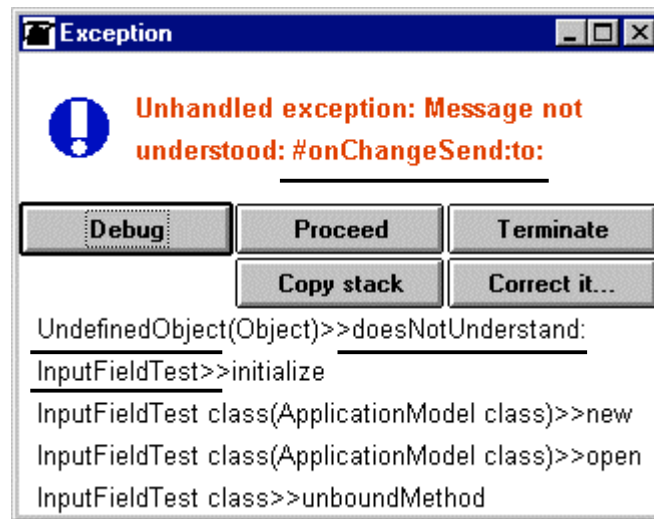 Exception
Unhandled exception: Message not
understood: #onChangeSend:to:
Debug Proceed Terminate
Copy stack Correct it...
UndefinedObject(Object)>>doesNotUnderstand:
InputFieldTest>>initialize
InputFieldTest class(ApplicationModel class)>>new
InputFieldTest class(ApplicationModel class)>>open
InputFieldTest class>>unboundMethod